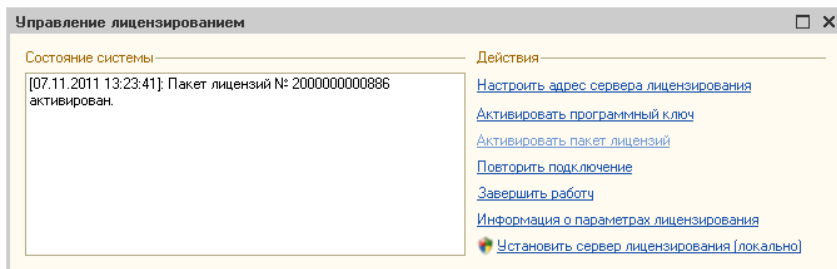 Управление лицензированием
Состояние системы
[07.11.2011 13:23:41]: Пакет лицензий № 2000000000886
активирован.
Действия
Настроить адрес сервера лицензирования
Активировать программный ключ
Активировать пакет лицензий
Повторить подключение
Завершить работу
Информация о параметрах лицензирования
Установить сервер лицензирования (локально)